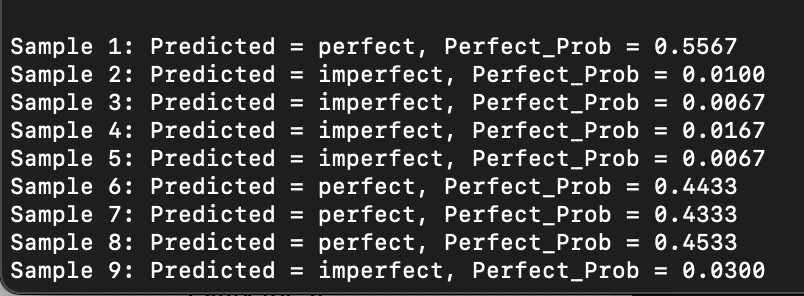 Sample 1: Predicted = perfect, Perfect_Prob = 0.5567
Sample 2: Predicted = imperfect, Perfect_Prob = 0.0100
Sample 3: Predicted = imperfect, Perfect_Prob = 0.0067
Sample 4: Predicted = imperfect, Perfect_Prob = 0.0167
Sample 5: Predicted = imperfect, Perfect_Prob = 0.0067
Sample 6: Predicted = perfect, Perfect_Prob = 0.4433
Sample 7: Predicted = perfect, Perfect_Prob = 0.4333
Sample 8: Predicted = perfect, Perfect_Prob = 0.4533
Sample 9: Predicted = imperfect, Perfect_Prob = 0.0300